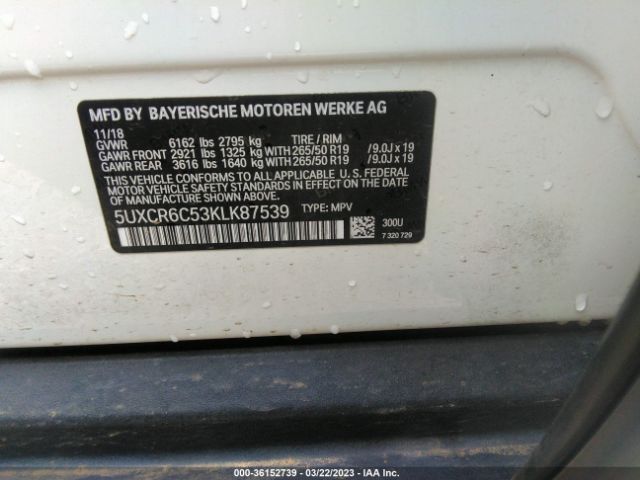 MFD BY BAYERISCHE MOTOREN WERKE AG
11/18
GVWR 6162 lbs 2795 kg TIRE / RIM
GAWR FRONT 2921 lbs 1325 kg WITH 265/50 R19 /9.0J x 19
GAWR REAR 3616 lbs 1640 kg WITH 265/50 R19 /9.0J x 19
THIS VEHICLE CONFORMS TO ALL APPLICABLE U. S. FEDERAL
MOTOR VEHICLE SAFETY STANDARDS IN EFFECT ON THE DATE
OF MANUFACTURE SHOWN ABOVE.
5UXCR6C53KLK87539 TYPE: MPV
300U
7 320 729
000-36152739 - 03/22/2023 - IAA Inc.